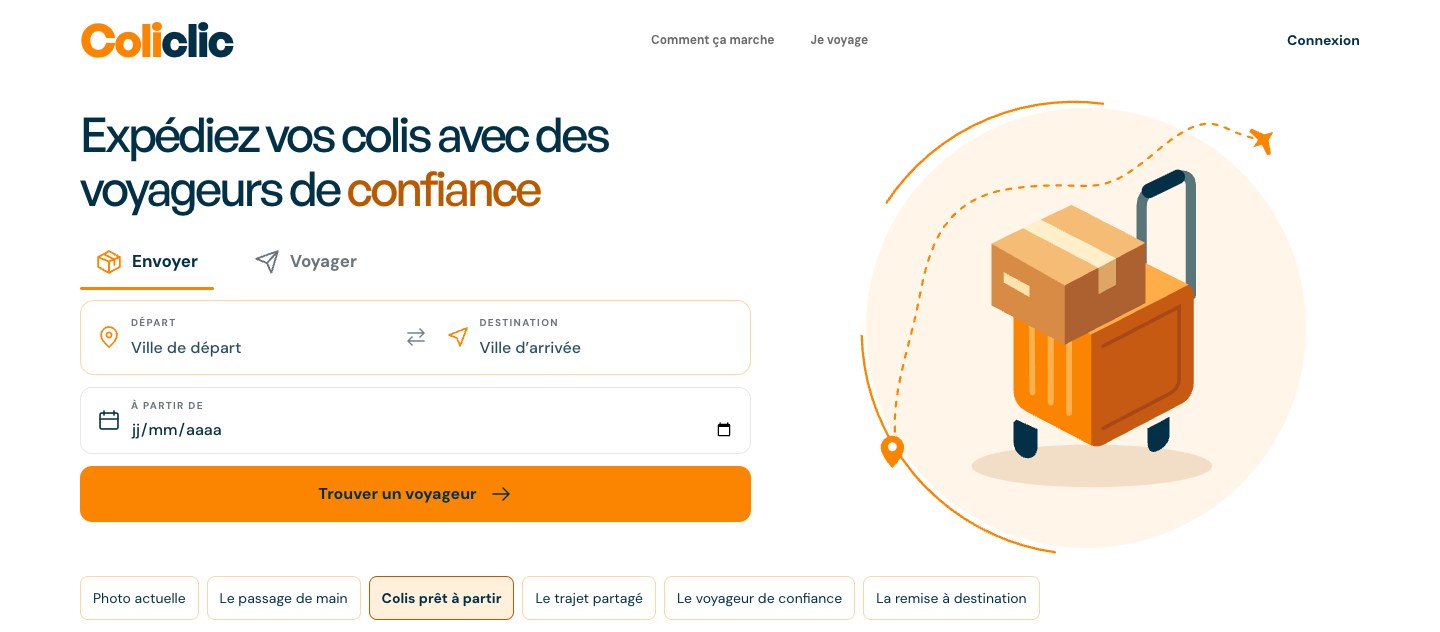 Coliclic
Comment ça marche
Je voyage
Connexion
Expédiez vos colis avec des
voyageurs de confiance
Envoyer
Voyager
DÉPART
Ville de départ
DESTINATION
Ville d’arrivée
À PARTIR DE
jj/mm/aaaa
Trouver un voyageur
Photo actuelle
Le passage de main
Colis prêt à partir
Le trajet partagé
Le voyageur de confiance
La remise à destination